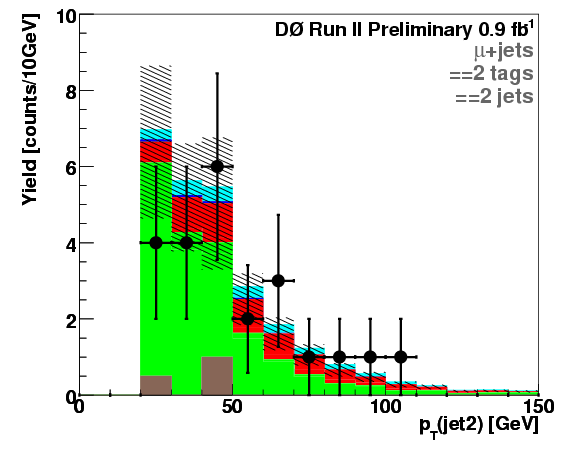 DØ Run II Preliminary 0.9 fb-1
μ+jets
==2 tags
==2 jets
Yield [counts/10GeV]
10
8
6
4
2
0
0 50 100 150
pT(jet2) [GeV]